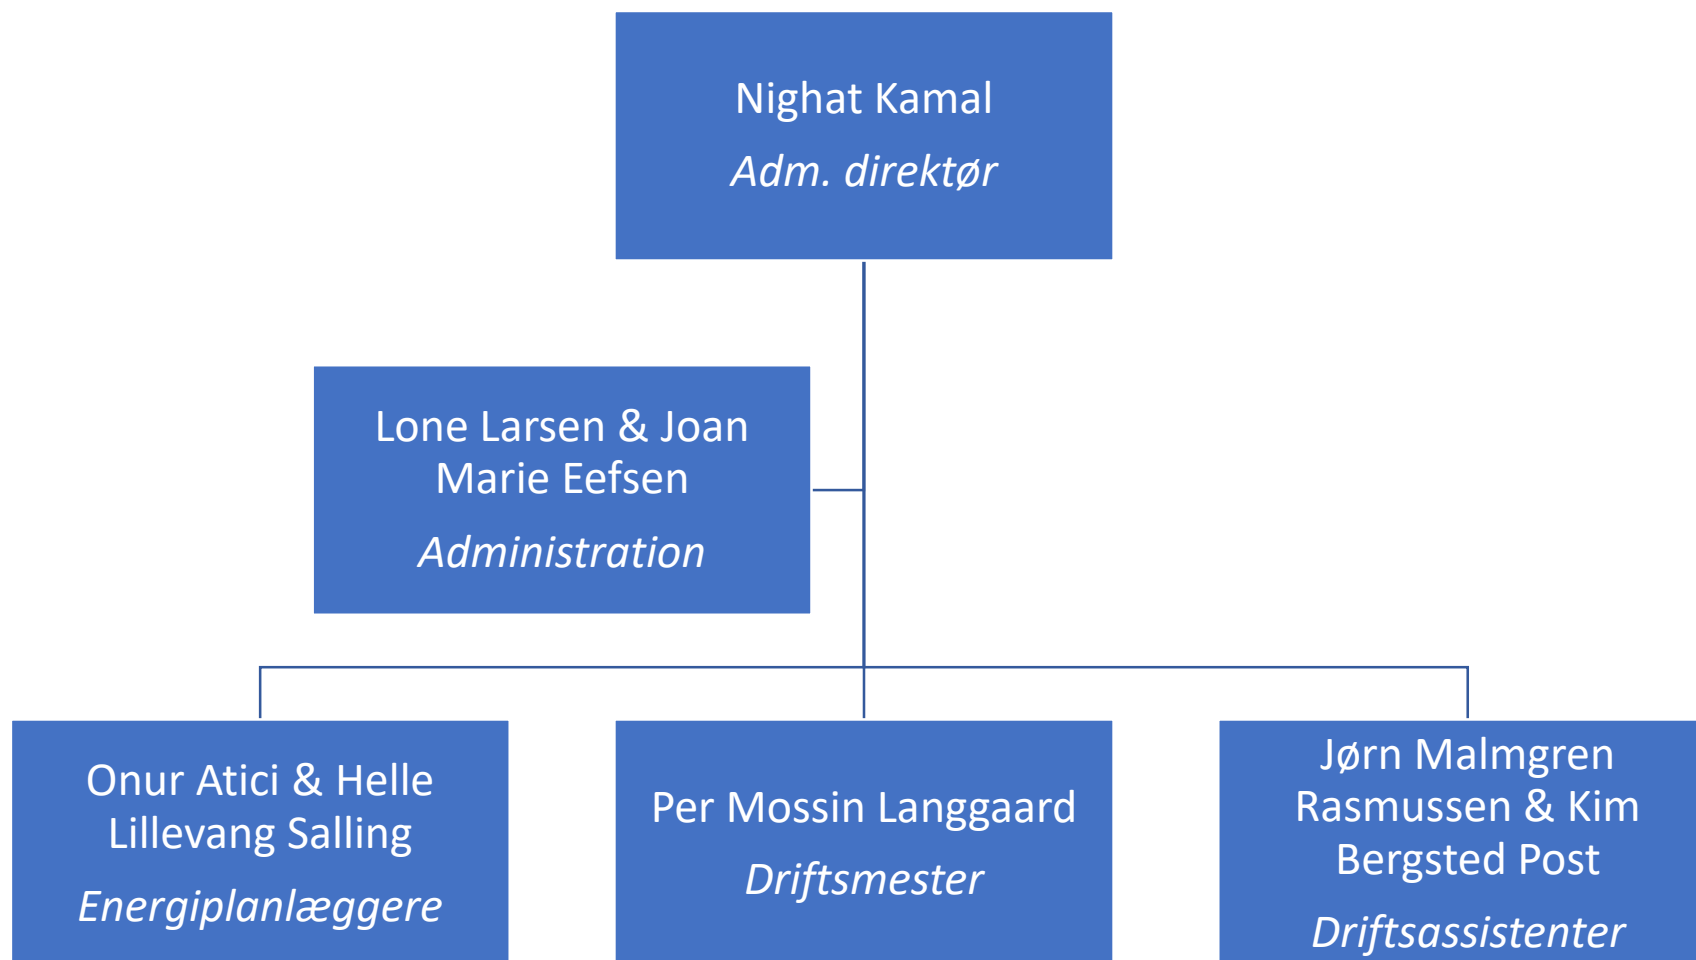 Nighat Kamal
Adm. direktør
Lone Larsen & Joan
Marie Eefsen
Administration
Onur Atici & Helle
Lillevang Salling
Energiplanlæggere
Per Mossin Langgaard
Driftsmester
Jørn Malmgren
Rasmussen & Kim
Bergsted Post
Driftsassistenter